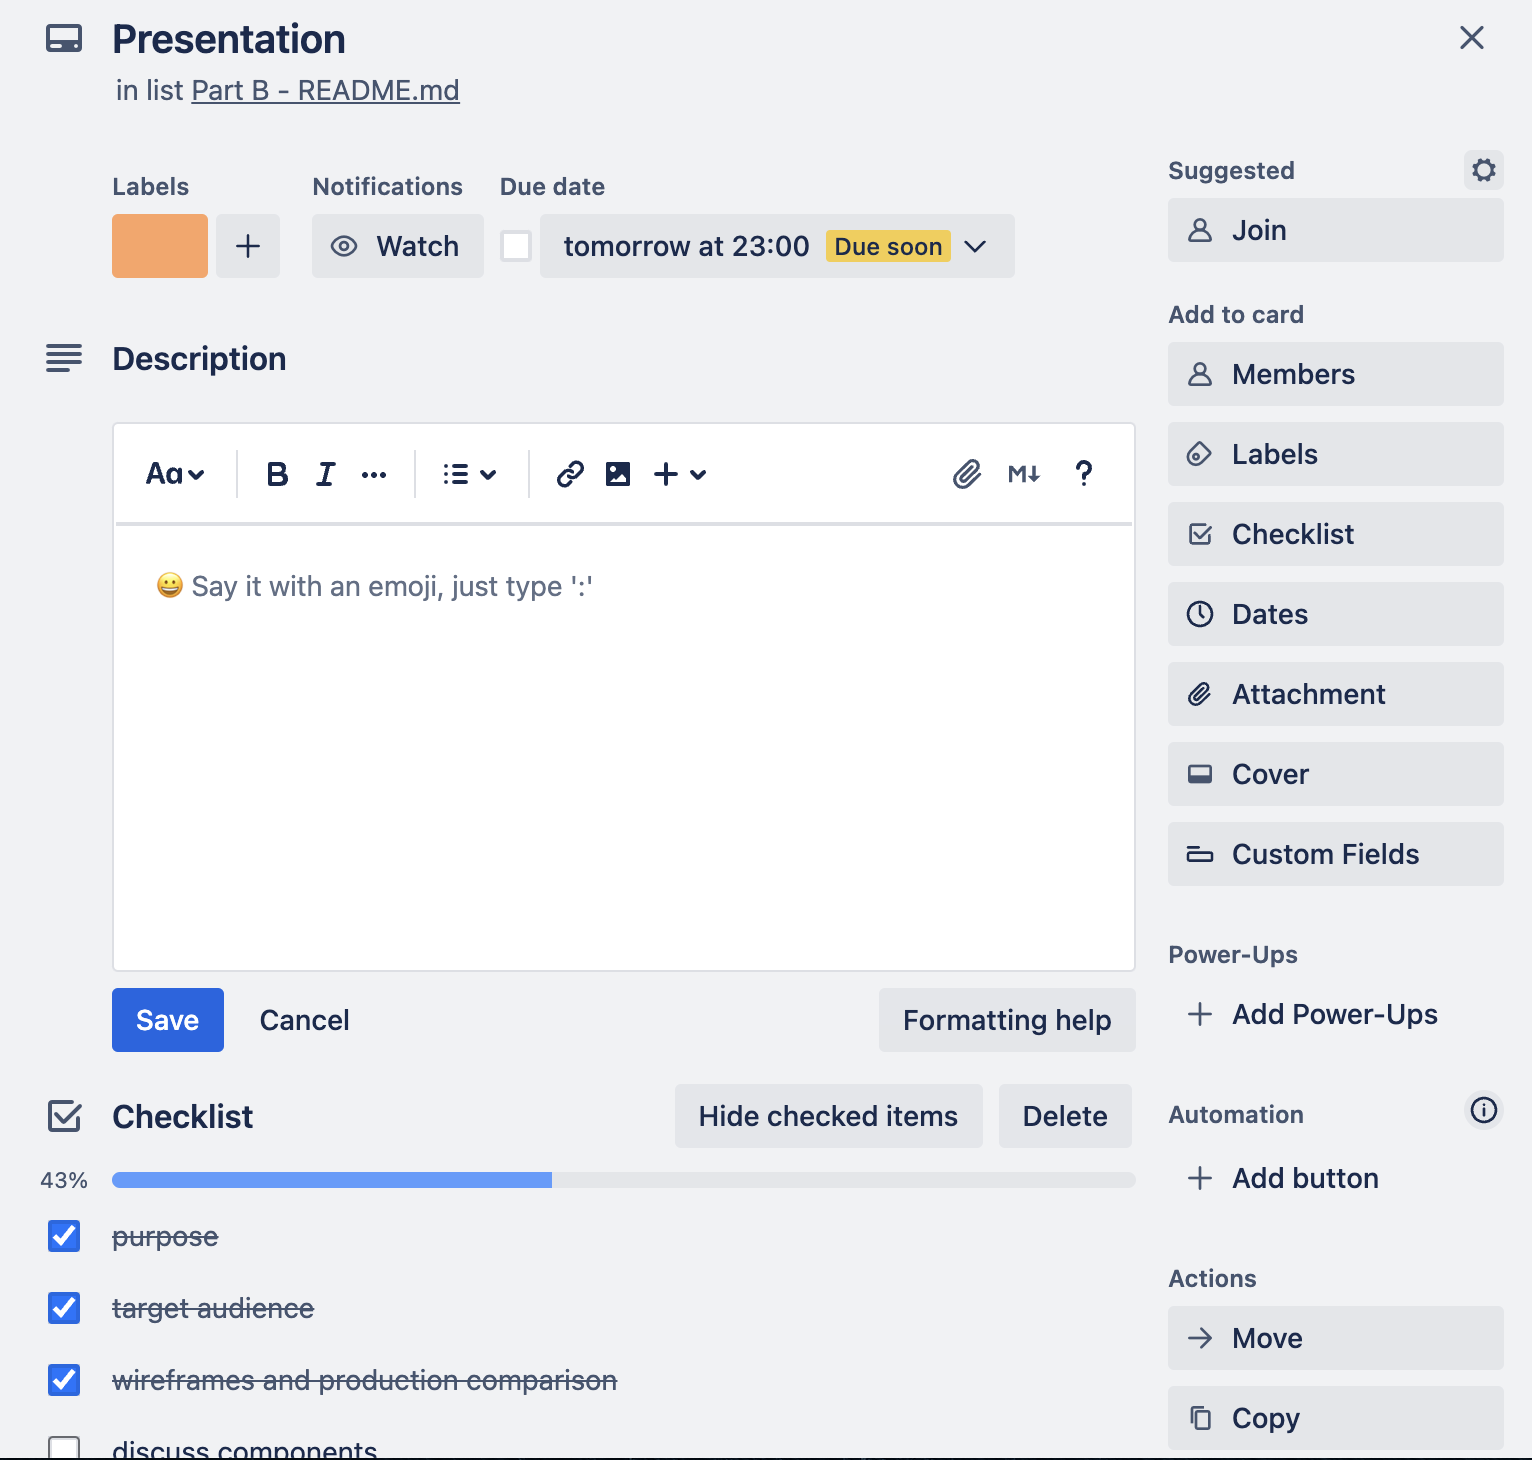 Presentation
in list Part B - README.md
Labels
Notifications
Due date
Watch
tomorrow at 23:00 Due soon
Description
Aa
B I
M
?
😀 Say it with an emoji, just type ':'
Save
Cancel
Formatting help
Checklist
Hide checked items
Delete
43%
purpose
target audience
wireframes and production comparison
discuss components
Suggested
Join
Add to card
Members
Labels
Checklist
Dates
Attachment
Cover
Custom Fields
Power-Ups
Add Power-Ups
Automation
Add button
Actions
Move
Copy